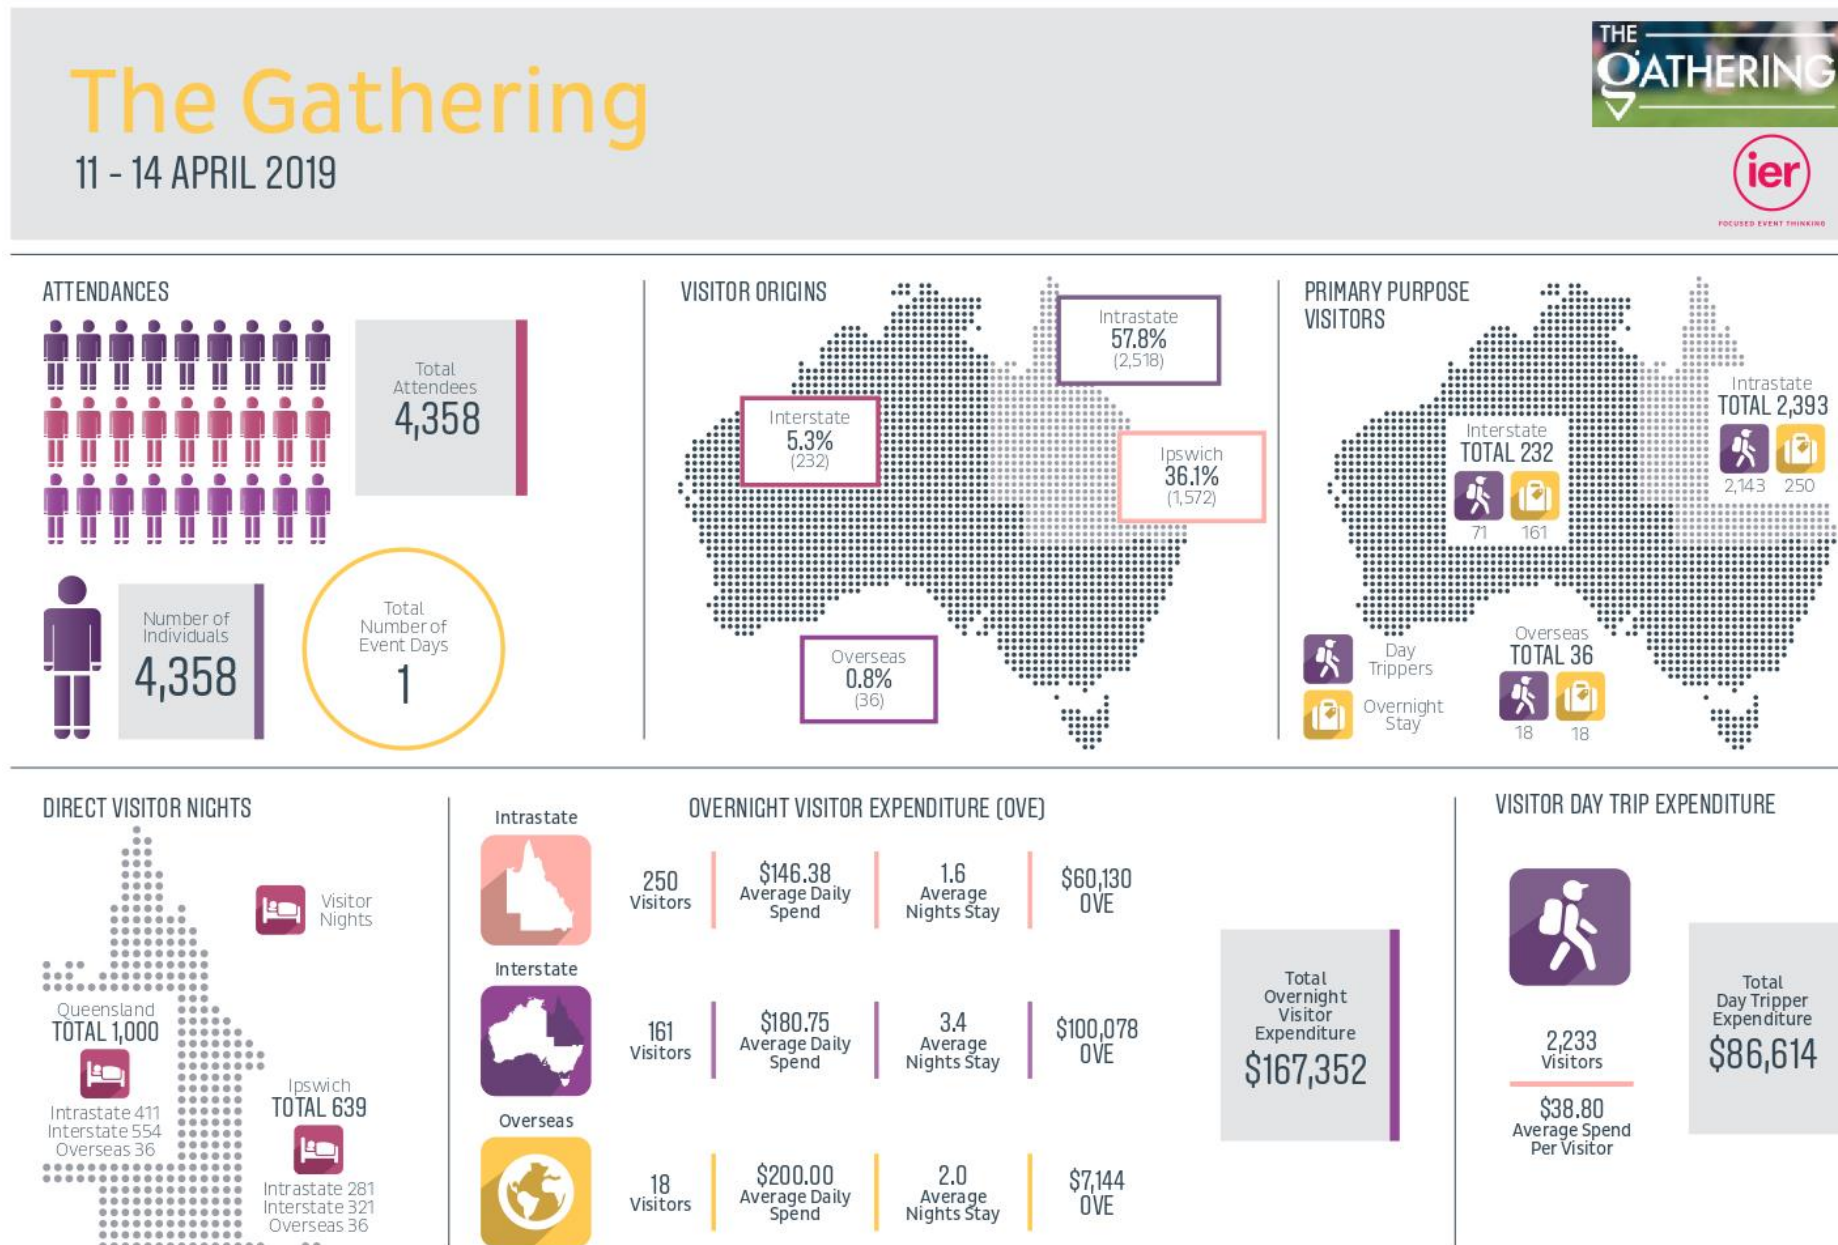 The Gathering
11 - 14 APRIL 2019
THE
GATHERING
ier
FOCUSED EVENT THINKING
ATTENDANCES
Total
Attendees
4,358
Number of
Individuals
4,358
Total
Number of
Event Days
1
VISITOR ORIGINS
Intrastate
57.8%
(2,518)
Interstate
5.3%
(232)
Ipswich
36.1%
(1,572)
Overseas
0.8%
(36)
PRIMARY PURPOSE
VISITORS
Intrastate
TOTAL 2,393
2,143 250
Interstate
TOTAL 232
71 161
Day
Trippers
Overnight
Stay
Overseas
TOTAL 36
18 18
DIRECT VISITOR NIGHTS
Visitor
Nights
Queensland
TOTAL 1,000
Intrastate 411
Interstate 554
Overseas 36
Ipswich
TOTAL 639
Intrastate 281
Interstate 321
Overseas 36
OVERNIGHT VISITOR EXPENDITURE (OVE)
Intrastate
250
Visitors
$146.38
Average Daily
Spend
1.6
Average
Nights Stay
$60,130
OVE
Interstate
161
Visitors
$180.75
Average Daily
Spend
3.4
Average
Nights Stay
$100,078
OVE
Overseas
18
Visitors
$200.00
Average Daily
Spend
2.0
Average
Nights Stay
$7,144
OVE
Total
Overnight
Visitor
Expenditure
$167,352
VISITOR DAY TRIP EXPENDITURE
2,233
Visitors
$38.80
Average Spend
Per Visitor
Total
Day Tripper
Expenditure
$86,614